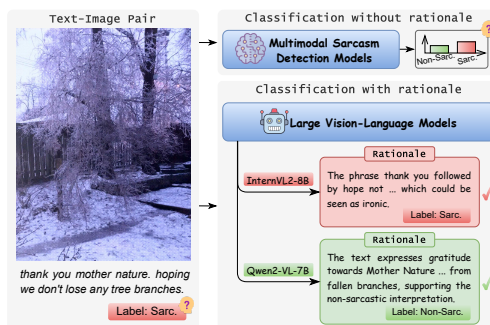 Text-Image Pair
thank you mother nature. hoping
we don't lose any tree branches.
Label: Sarc.
?
Classification without rationale
Multimodal Sarcasm
Detection Models
Non-Sarc.
Sarc.
?
Classification with rationale
Large Vision-Language Models
InternVL2-8B
Rationale
The phrase thank you followed
by hope not ... which could be
seen as ironic.
Label: Sarc.
Qwen2-VL-7B
Rationale
The text expresses gratitude
towards Mother Nature ... from
fallen branches, supporting the
non-sarcastic interpretation.
Label: Non-Sarc.